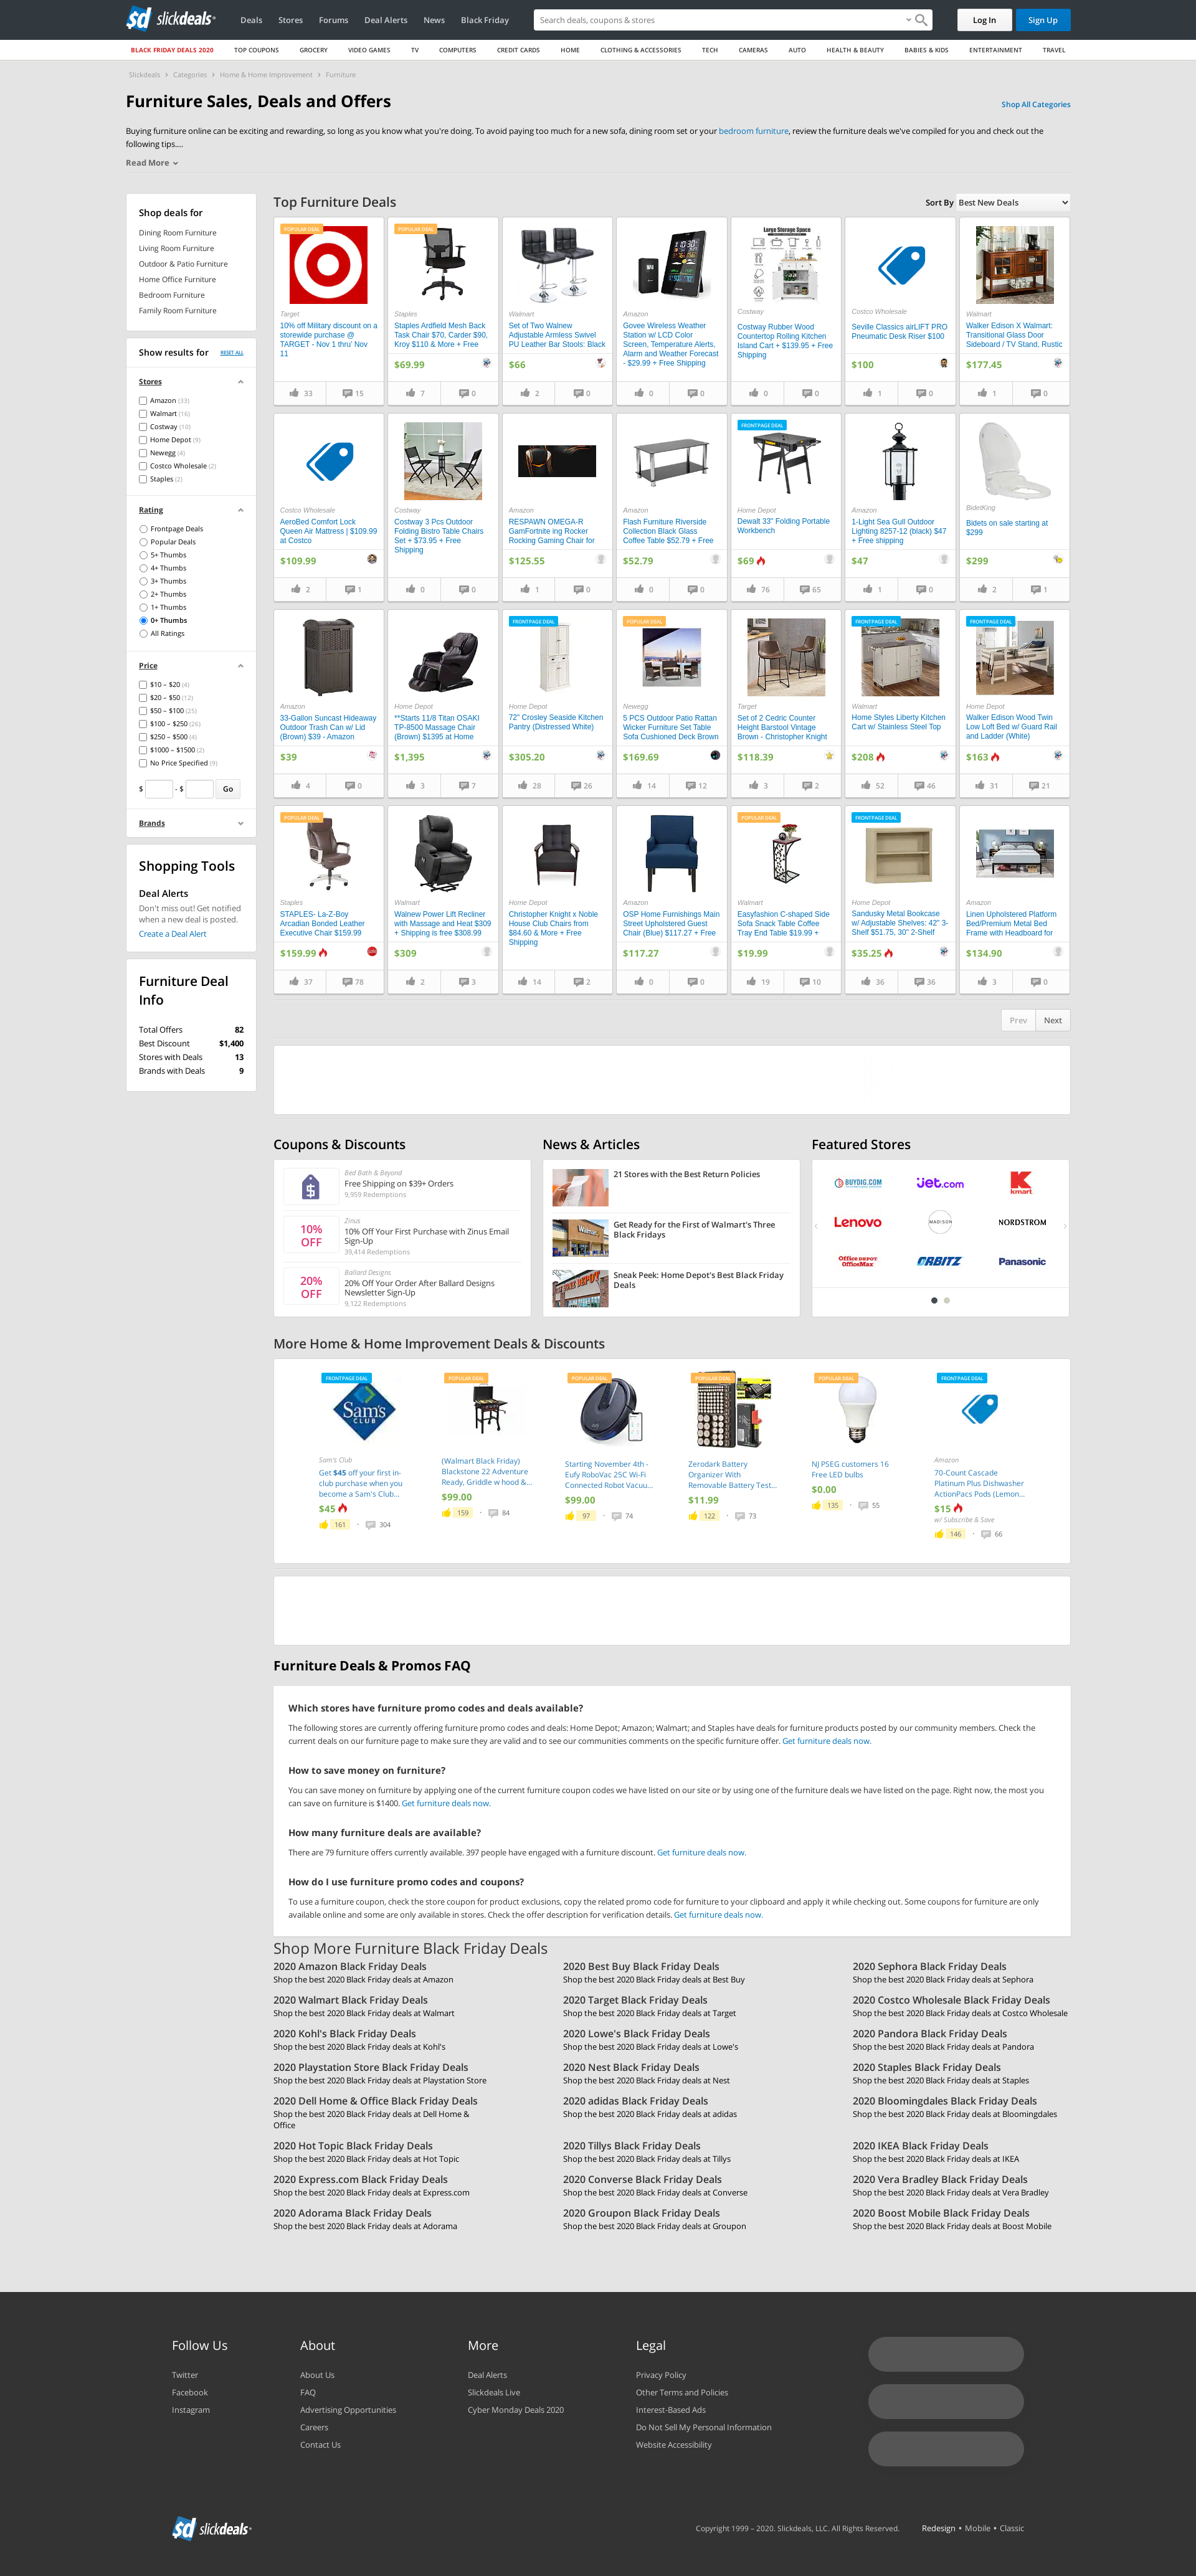 sd slickdeals
Deals
Stores
Forums
Deal Alerts
News
Black Friday
Search deals, coupons & stores
Log In
Sign Up
BLACK FRIDAY DEALS 2020
TOP COUPONS
GROCERY
VIDEO GAMES
TV
COMPUTERS
CREDIT CARDS
HOME
CLOTHING & ACCESSORIES
TECH
CAMERAS
AUTO
HEALTH & BEAUTY
BABIES & KIDS
ENTERTAINMENT
TRAVEL
Slickdeals › Categories › Home & Home Improvement › Furniture
Furniture Sales, Deals and Offers
Shop All Categories
Buying furniture online can be exciting and rewarding, so long as you know what you're doing. To avoid paying too much for a new sofa, dining room set or your bedroom furniture, review the furniture deals we've compiled for you and check out the
following tips....
Read More
Shop deals for
Dining Room Furniture
Living Room Furniture
Outdoor & Patio Furniture
Home Office Furniture
Bedroom Furniture
Family Room Furniture
Show results for
RESET ALL
Stores
Amazon (33)
Walmart (16)
Costway (10)
Home Depot (9)
Newegg (4)
Costco Wholesale (2)
Staples (2)
Rating
Frontpage Deals
Popular Deals
5+ Thumbs
4+ Thumbs
3+ Thumbs
2+ Thumbs
1+ Thumbs
0+ Thumbs
All Ratings
Price
$10 – $20 (4)
$20 – $50 (12)
$50 – $100 (25)
$100 – $250 (26)
$250 – $500 (4)
$1000 – $1500 (2)
No Price Specified (9)
$ - $ Go
Brands
Shopping Tools
Deal Alerts
Don't miss out! Get notified
when a new deal is posted.
Create a Deal Alert
Furniture Deal
Info
Total Offers 82
Best Discount $1,400
Stores with Deals 13
Brands with Deals 9
Top Furniture Deals
Sort By Best New Deals
POPULAR DEAL
Target
10% off Military discount on a
storewide purchase @
TARGET - Nov 1 thru' Nov
11
33 15
POPULAR DEAL
Staples
Staples Ardfield Mesh Back
Task Chair $70, Carder $90,
Kroy $110 & More + Free
$69.99
7 0
Walmart
Set of Two Walnew
Adjustable Armless Swivel
PU Leather Bar Stools: Black
$66
2 0
Amazon
Govee Wireless Weather
Station w/ LCD Color
Screen, Temperature Alerts,
Alarm and Weather Forecast
- $29.99 + Free Shipping
0 0
Large Storage Space
Costway
Costway Rubber Wood
Countertop Rolling Kitchen
Island Cart + $139.95 + Free
Shipping
0 0
Costco Wholesale
Seville Classics airLIFT PRO
Pneumatic Desk Riser $100
$100
1 0
Walmart
Walker Edison X Walmart:
Transitional Glass Door
Sideboard / TV Stand, Rustic
$177.45
1 0
Costco Wholesale
AeroBed Comfort Lock
Queen Air Mattress | $109.99
at Costco
$109.99
2 1
Costway
Costway 3 Pcs Outdoor
Folding Bistro Table Chairs
Set + $73.95 + Free
Shipping
0 0
Amazon
RESPAWN OMEGA-R
GamFortnite ing Rocker
Rocking Gaming Chair for
$125.55
1 0
Amazon
Flash Furniture Riverside
Collection Black Glass
Coffee Table $52.79 + Free
$52.79
0 0
FRONTPAGE DEAL
Home Depot
Dewalt 33" Folding Portable
Workbench
$69
76 65
Amazon
1-Light Sea Gull Outdoor
Lighting 8257-12 (black) $47
+ Free shipping
$47
1 0
BidetKing
Bidets on sale starting at
$299
$299
2 1
Amazon
33-Gallon Suncast Hideaway
Outdoor Trash Can w/ Lid
(Brown) $39 - Amazon
$39
4 0
Home Depot
**Starts 11/8 Titan OSAKI
TP-8500 Massage Chair
(Brown) $1395 at Home
$1,395
3 7
FRONTPAGE DEAL
Home Depot
72" Crosley Seaside Kitchen
Pantry (Distressed White)
$305.20
28 26
POPULAR DEAL
Newegg
5 PCS Outdoor Patio Rattan
Wicker Furniture Set Table
Sofa Cushioned Deck Brown
$169.69
14 12
Target
Set of 2 Cedric Counter
Height Barstool Vintage
Brown - Christopher Knight
$118.39
3 2
FRONTPAGE DEAL
Walmart
Home Styles Liberty Kitchen
Cart w/ Stainless Steel Top
$208
52 46
FRONTPAGE DEAL
Home Depot
Walker Edison Wood Twin
Low Loft Bed w/ Guard Rail
and Ladder (White)
$163
31 21
POPULAR DEAL
Staples
STAPLES- La-Z-Boy
Arcadian Bonded Leather
Executive Chair $159.99
$159.99
37 78
Walmart
Walnew Power Lift Recliner
with Massage and Heat $309
+ Shipping is free $308.99
$309
2 3
Home Depot
Christopher Knight x Noble
House Club Chairs from
$84.60 & More + Free
Shipping
14 2
Amazon
OSP Home Furnishings Main
Street Upholstered Guest
Chair (Blue) $117.27 + Free
$117.27
0 0
POPULAR DEAL
Walmart
Easyfashion C-shaped Side
Sofa Snack Table Coffee
Tray End Table $19.99 +
$19.99
19 10
FRONTPAGE DEAL
Home Depot
Sandusky Metal Bookcase
w/ Adjustable Shelves: 42" 3-
Shelf $51.75, 30" 2-Shelf
$35.25
36 36
Amazon
Linen Upholstered Platform
Bed/Premium Metal Bed
Frame with Headboard for
$134.90
3 0
Prev
Next
Coupons & Discounts
Bed Bath & Beyond
Free Shipping on $39+ Orders
9,959 Redemptions
10%
OFF
Zinus
10% Off Your First Purchase with Zinus Email
Sign-Up
39,414 Redemptions
20%
OFF
Ballard Designs
20% Off Your Order After Ballard Designs
Newsletter Sign-Up
9,122 Redemptions
News & Articles
21 Stores with the Best Return Policies
Get Ready for the First of Walmart's Three
Black Fridays
Sneak Peek: Home Depot's Best Black Friday
Deals
Featured Stores
BUYDIG.COM
Jet.com
kmart
Lenovo
MADISON
NORDSTROM
Office DEPOT
OfficeMax
ORBITZ
Panasonic
More Home & Home Improvement Deals & Discounts
FRONTPAGE DEAL
Sam's CLUB
Sam's Club
Get $45 off your first in-
club purchase when you
become a Sam's Club...
$45
161 · 304
POPULAR DEAL
(Walmart Black Friday)
Blackstone 22 Adventure
Ready, Griddle w hood &...
$99.00
159 · 84
POPULAR DEAL
Starting November 4th -
Eufy RoboVac 25C Wi-Fi
Connected Robot Vacuu...
$99.00
97 · 74
POPULAR DEAL
Zerodark Battery
Organizer With
Removable Battery Test...
$11.99
122 · 73
POPULAR DEAL
NJ PSEG customers 16
Free LED bulbs
$0.00
135 · 55
FRONTPAGE DEAL
Amazon
70-Count Cascade
Platinum Plus Dishwasher
ActionPacs Pods (Lemon...
$15
w/ Subscribe & Save
146 · 66
Furniture Deals & Promos FAQ
Which stores have furniture promo codes and deals available?
The following stores are currently offering furniture promo codes and deals: Home Depot; Amazon; Walmart; and Staples have deals for furniture products posted by our community members. Check the
current deals on our furniture page to make sure they are valid and to see our communities comments on the specific furniture offer. Get furniture deals now.
How to save money on furniture?
You can save money on furniture by applying one of the current furniture coupon codes we have listed on our site or by using one of the furniture deals we have listed on the page. Right now, the most you
can save on furniture is $1400. Get furniture deals now.
How many furniture deals are available?
There are 79 furniture offers currently available. 397 people have engaged with a furniture discount. Get furniture deals now.
How do I use furniture promo codes and coupons?
To use a furniture coupon, check the store coupon for product exclusions, copy the related promo code for furniture to your clipboard and apply it while checking out. Some coupons for furniture are only
available online and some are only available in stores. Check the offer description for verification details. Get furniture deals now.
Shop More Furniture Black Friday Deals
2020 Amazon Black Friday Deals
Shop the best 2020 Black Friday deals at Amazon
2020 Best Buy Black Friday Deals
Shop the best 2020 Black Friday deals at Best Buy
2020 Sephora Black Friday Deals
Shop the best 2020 Black Friday deals at Sephora
2020 Walmart Black Friday Deals
Shop the best 2020 Black Friday deals at Walmart
2020 Target Black Friday Deals
Shop the best 2020 Black Friday deals at Target
2020 Costco Wholesale Black Friday Deals
Shop the best 2020 Black Friday deals at Costco Wholesale
2020 Kohl's Black Friday Deals
Shop the best 2020 Black Friday deals at Kohl's
2020 Lowe's Black Friday Deals
Shop the best 2020 Black Friday deals at Lowe's
2020 Pandora Black Friday Deals
Shop the best 2020 Black Friday deals at Pandora
2020 Playstation Store Black Friday Deals
Shop the best 2020 Black Friday deals at Playstation Store
2020 Nest Black Friday Deals
Shop the best 2020 Black Friday deals at Nest
2020 Staples Black Friday Deals
Shop the best 2020 Black Friday deals at Staples
2020 Dell Home & Office Black Friday Deals
Shop the best 2020 Black Friday deals at Dell Home &
Office
2020 adidas Black Friday Deals
Shop the best 2020 Black Friday deals at adidas
2020 Bloomingdales Black Friday Deals
Shop the best 2020 Black Friday deals at Bloomingdales
2020 Hot Topic Black Friday Deals
Shop the best 2020 Black Friday deals at Hot Topic
2020 Tillys Black Friday Deals
Shop the best 2020 Black Friday deals at Tillys
2020 IKEA Black Friday Deals
Shop the best 2020 Black Friday deals at IKEA
2020 Express.com Black Friday Deals
Shop the best 2020 Black Friday deals at Express.com
2020 Converse Black Friday Deals
Shop the best 2020 Black Friday deals at Converse
2020 Vera Bradley Black Friday Deals
Shop the best 2020 Black Friday deals at Vera Bradley
2020 Adorama Black Friday Deals
Shop the best 2020 Black Friday deals at Adorama
2020 Groupon Black Friday Deals
Shop the best 2020 Black Friday deals at Groupon
2020 Boost Mobile Black Friday Deals
Shop the best 2020 Black Friday deals at Boost Mobile
Follow Us
Twitter
Facebook
Instagram
About
About Us
FAQ
Advertising Opportunities
Careers
Contact Us
More
Deal Alerts
Slickdeals Live
Cyber Monday Deals 2020
Legal
Privacy Policy
Other Terms and Policies
Interest-Based Ads
Do Not Sell My Personal Information
Website Accessibility
sd slickdeals
Copyright 1999 – 2020. Slickdeals, LLC. All Rights Reserved.
Redesign • Mobile • Classic